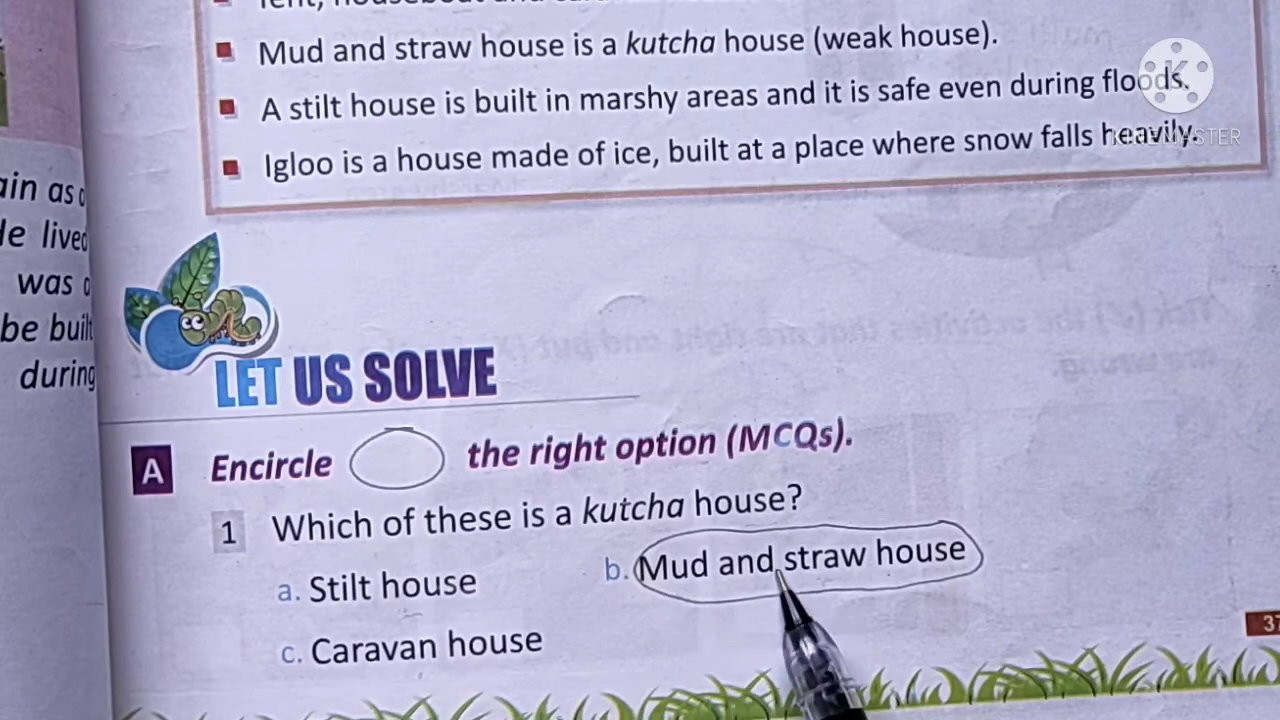 Mud and straw house is a kutcha house (weak house).
A stilt house is built in marshy areas and it is safe even during floods.
Igloo is a house made of ice, built at a place where snow falls heavily.
K
KINEMASTER
ain as
lived
was
be built
during
LET US SOLVE
A Encircle the right option (MCQs).
1 Which of these is a kutcha house?
a. Stilt house b. Mud and straw house
c. Caravan house
37